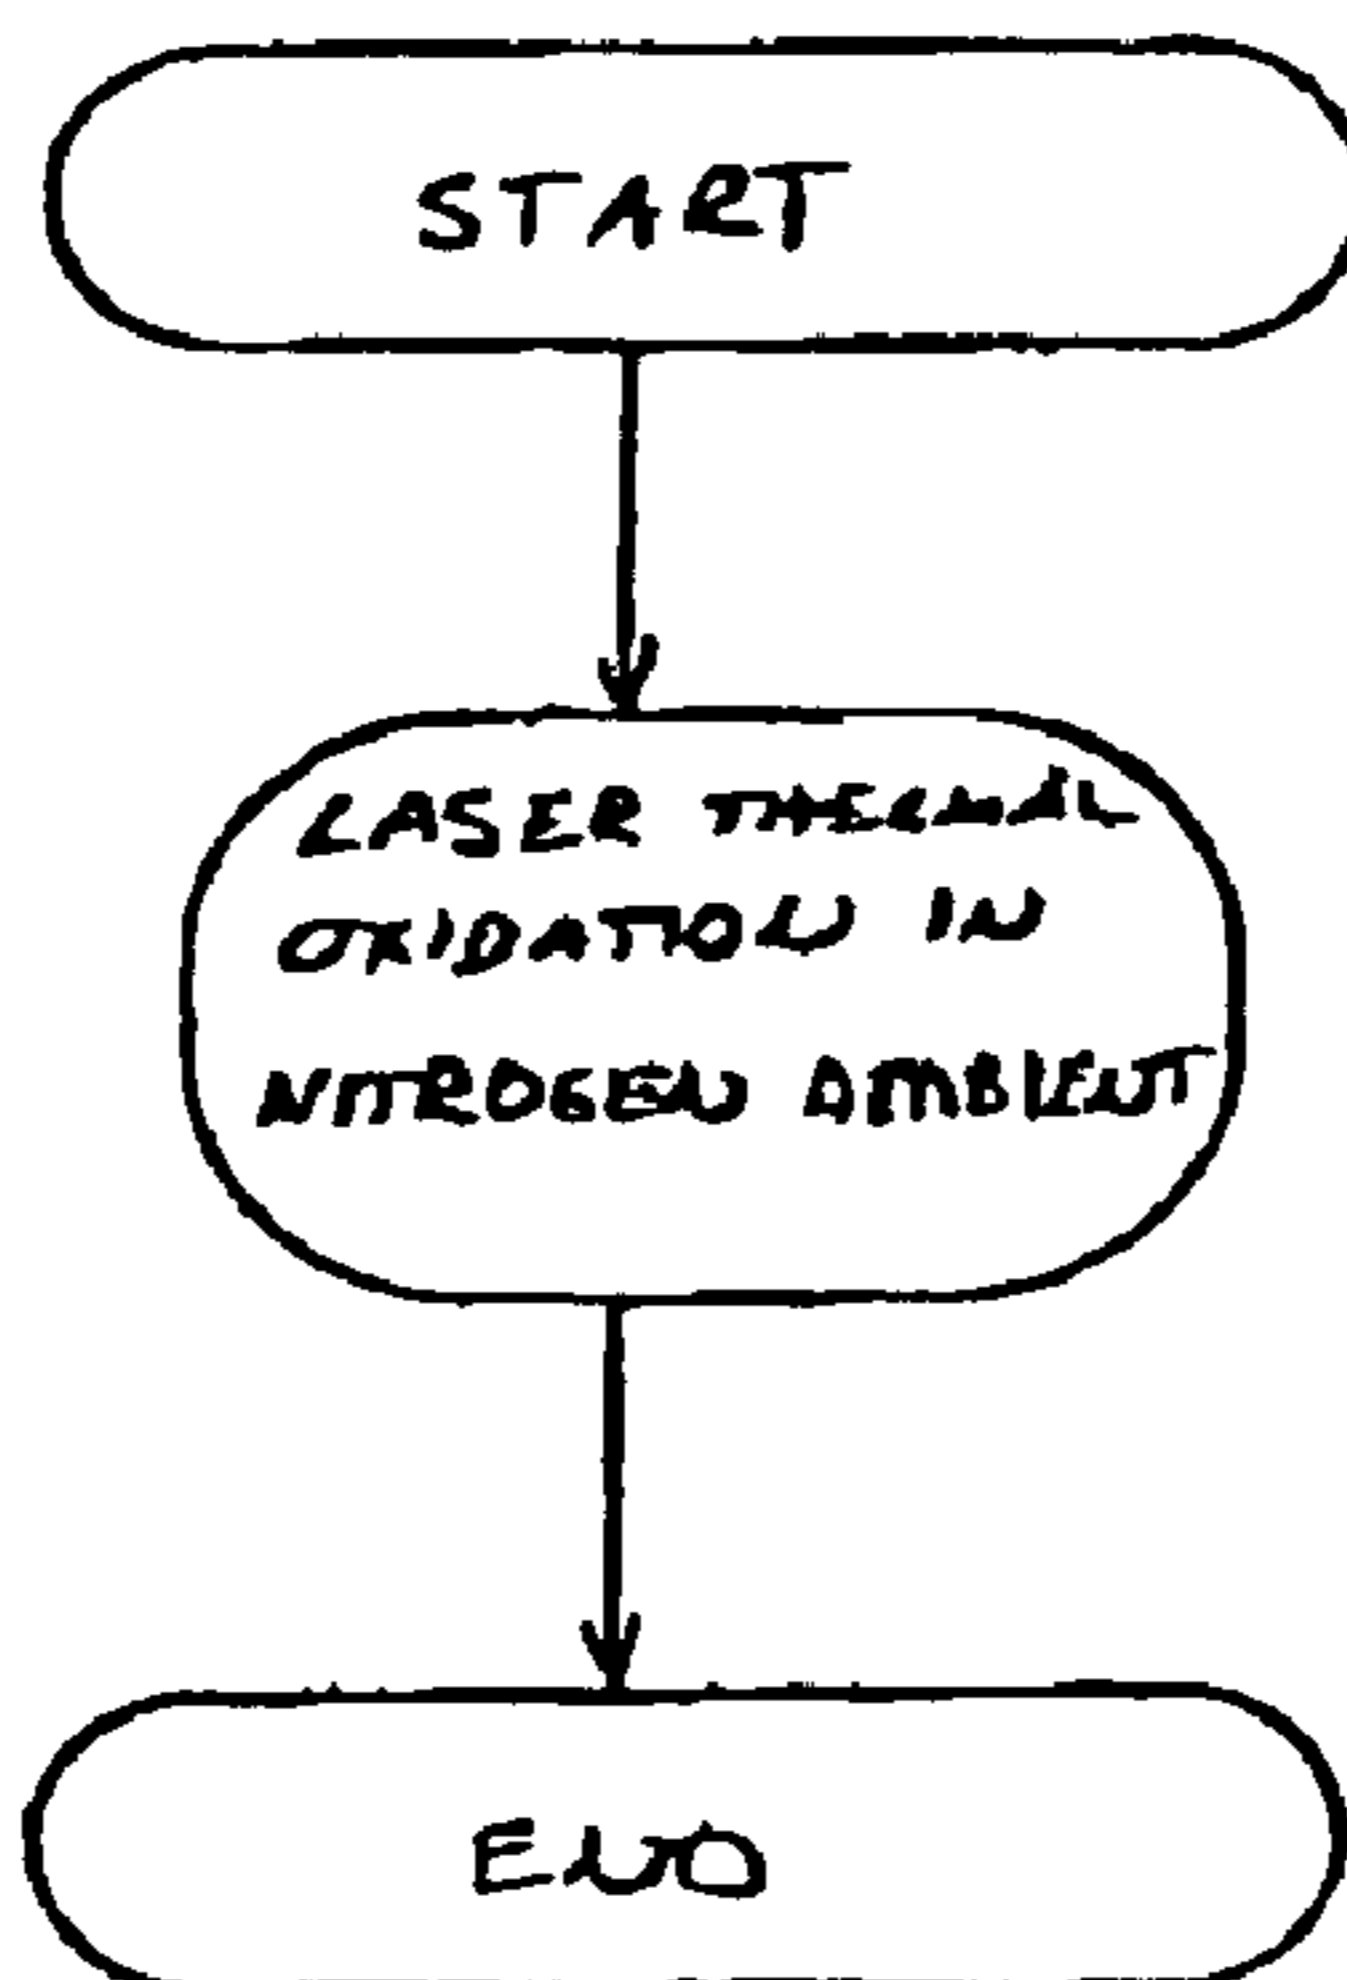 START
LASER THERMAL
OXIDATION IN
NITROGEN AMBIENT
END